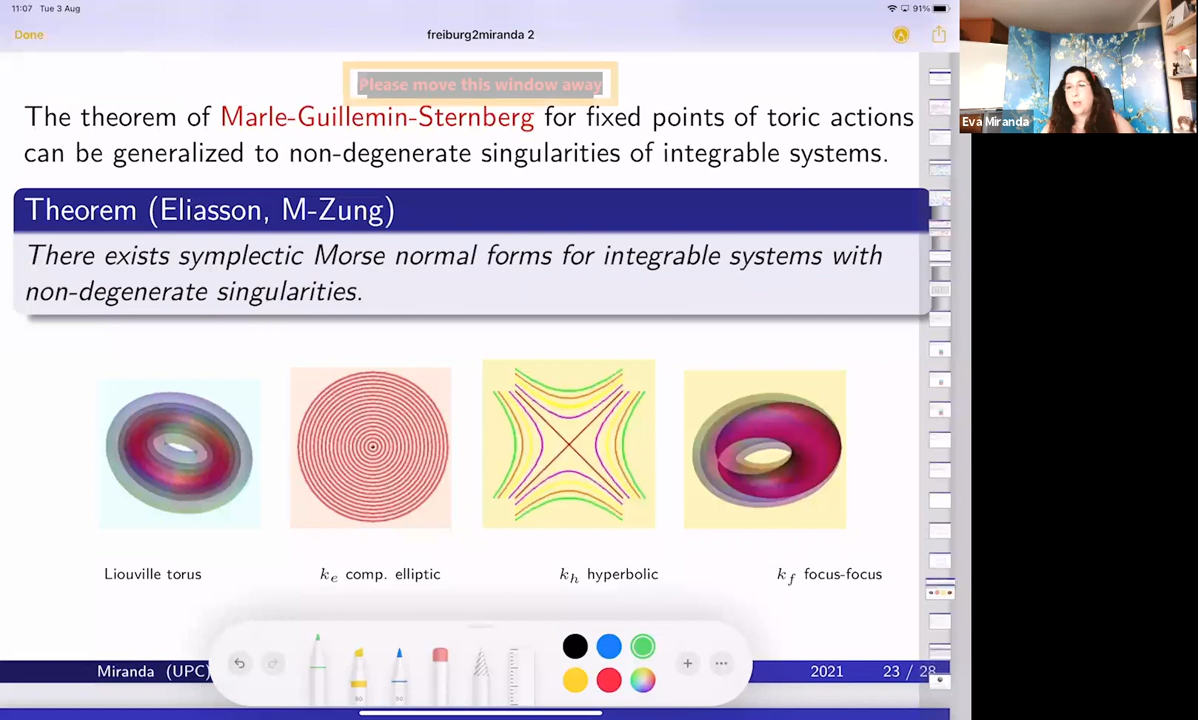 11:07 Tue 3 Aug
91%
Done
freiburg2miranda 2
Please move this window away
The theorem of Marle-Guillemin-Sternberg for fixed points of toric actions
can be generalized to non-degenerate singularities of integrable systems.
Theorem (Eliasson, M-Zung)
There exists symplectic Morse normal forms for integrable systems with
non-degenerate singularities.
Liouville torus
k_e comp. elliptic
k_h hyperbolic
k_f focus-focus
Miranda (UPC)
2021
23 / 28
Eva Miranda